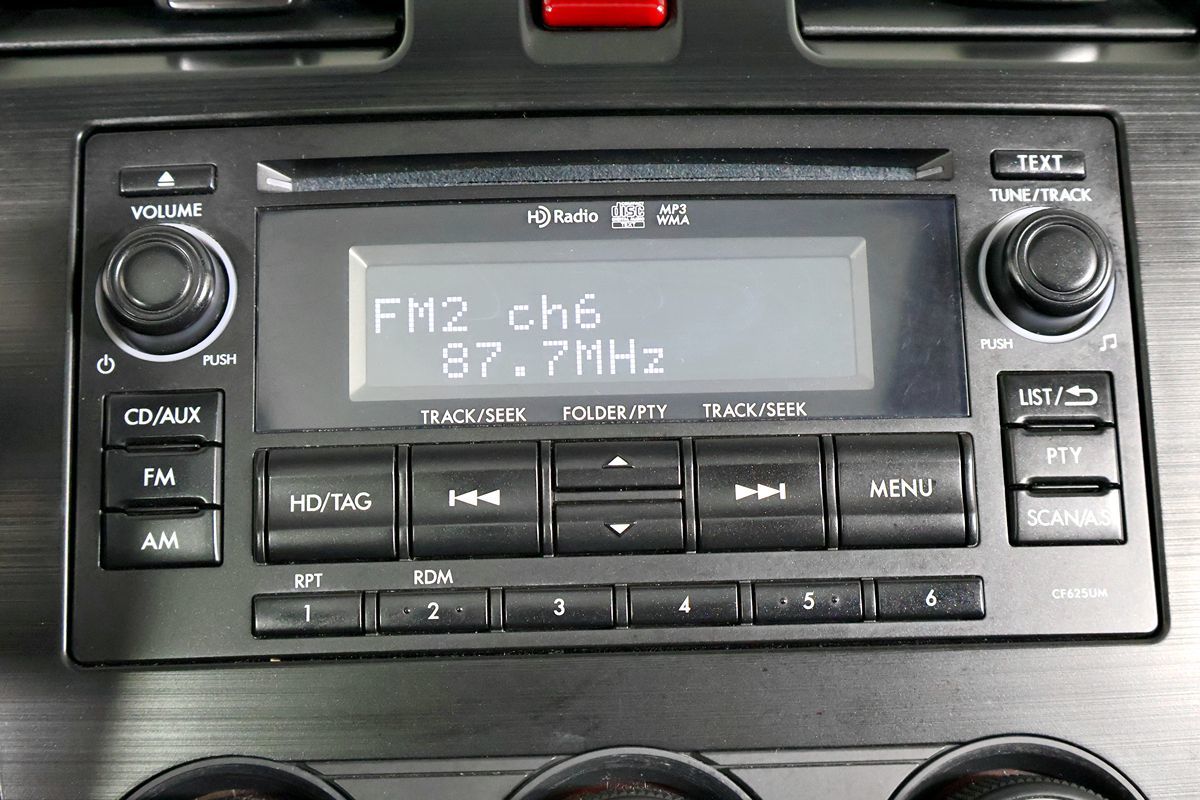 TEXT
VOLUME
TUNE/TRACK
HD Radio
disc
TEXT
MP3
WMA
FM2 ch6
87.7MHz
PUSH
PUSH
TRACK/SEEK FOLDER/PTY TRACK/SEEK
CD/AUX
FM
AM
HD/TAG
MENU
LIST/
PTY
SCAN/A.S
RPT
RDM
1 2 3 4 5 6
CF625UM